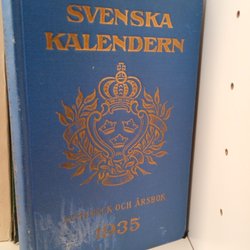 SVENSKA
KALENDERN
OCH ÅRSBOK
1935